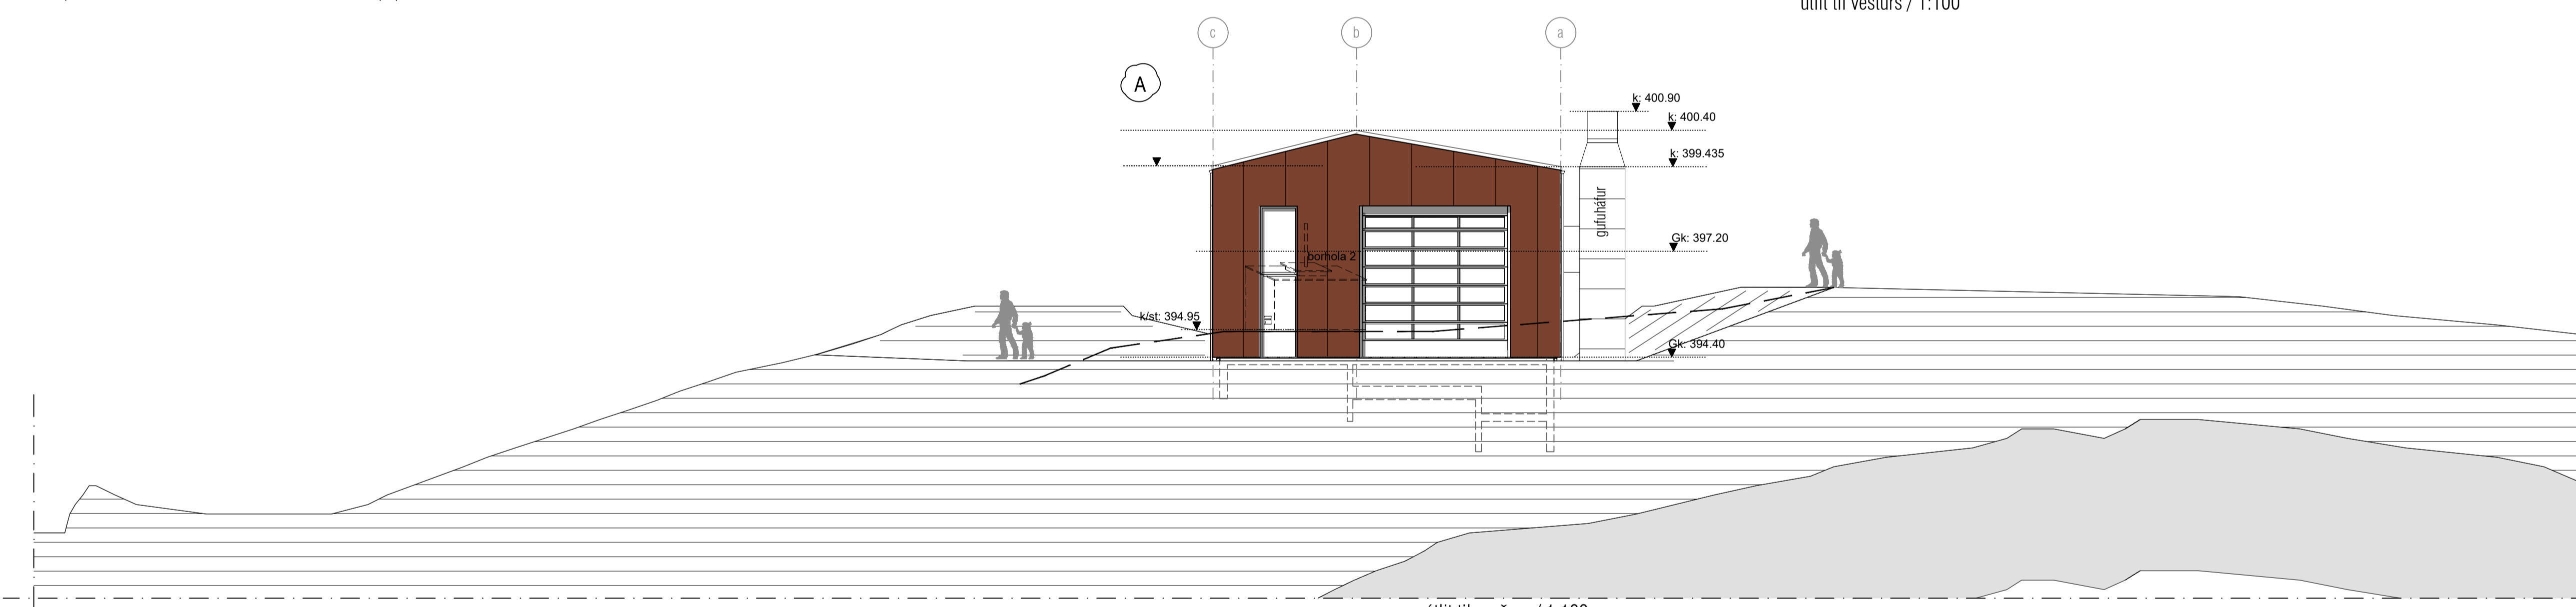 útlit til vesturs / 1:100
c
b
a
A
k: 400.90
k: 400.40
k: 399.435
gufuháfur
Gk: 397.20
borhola 2
k/st: 394.95
Gk: 394.40